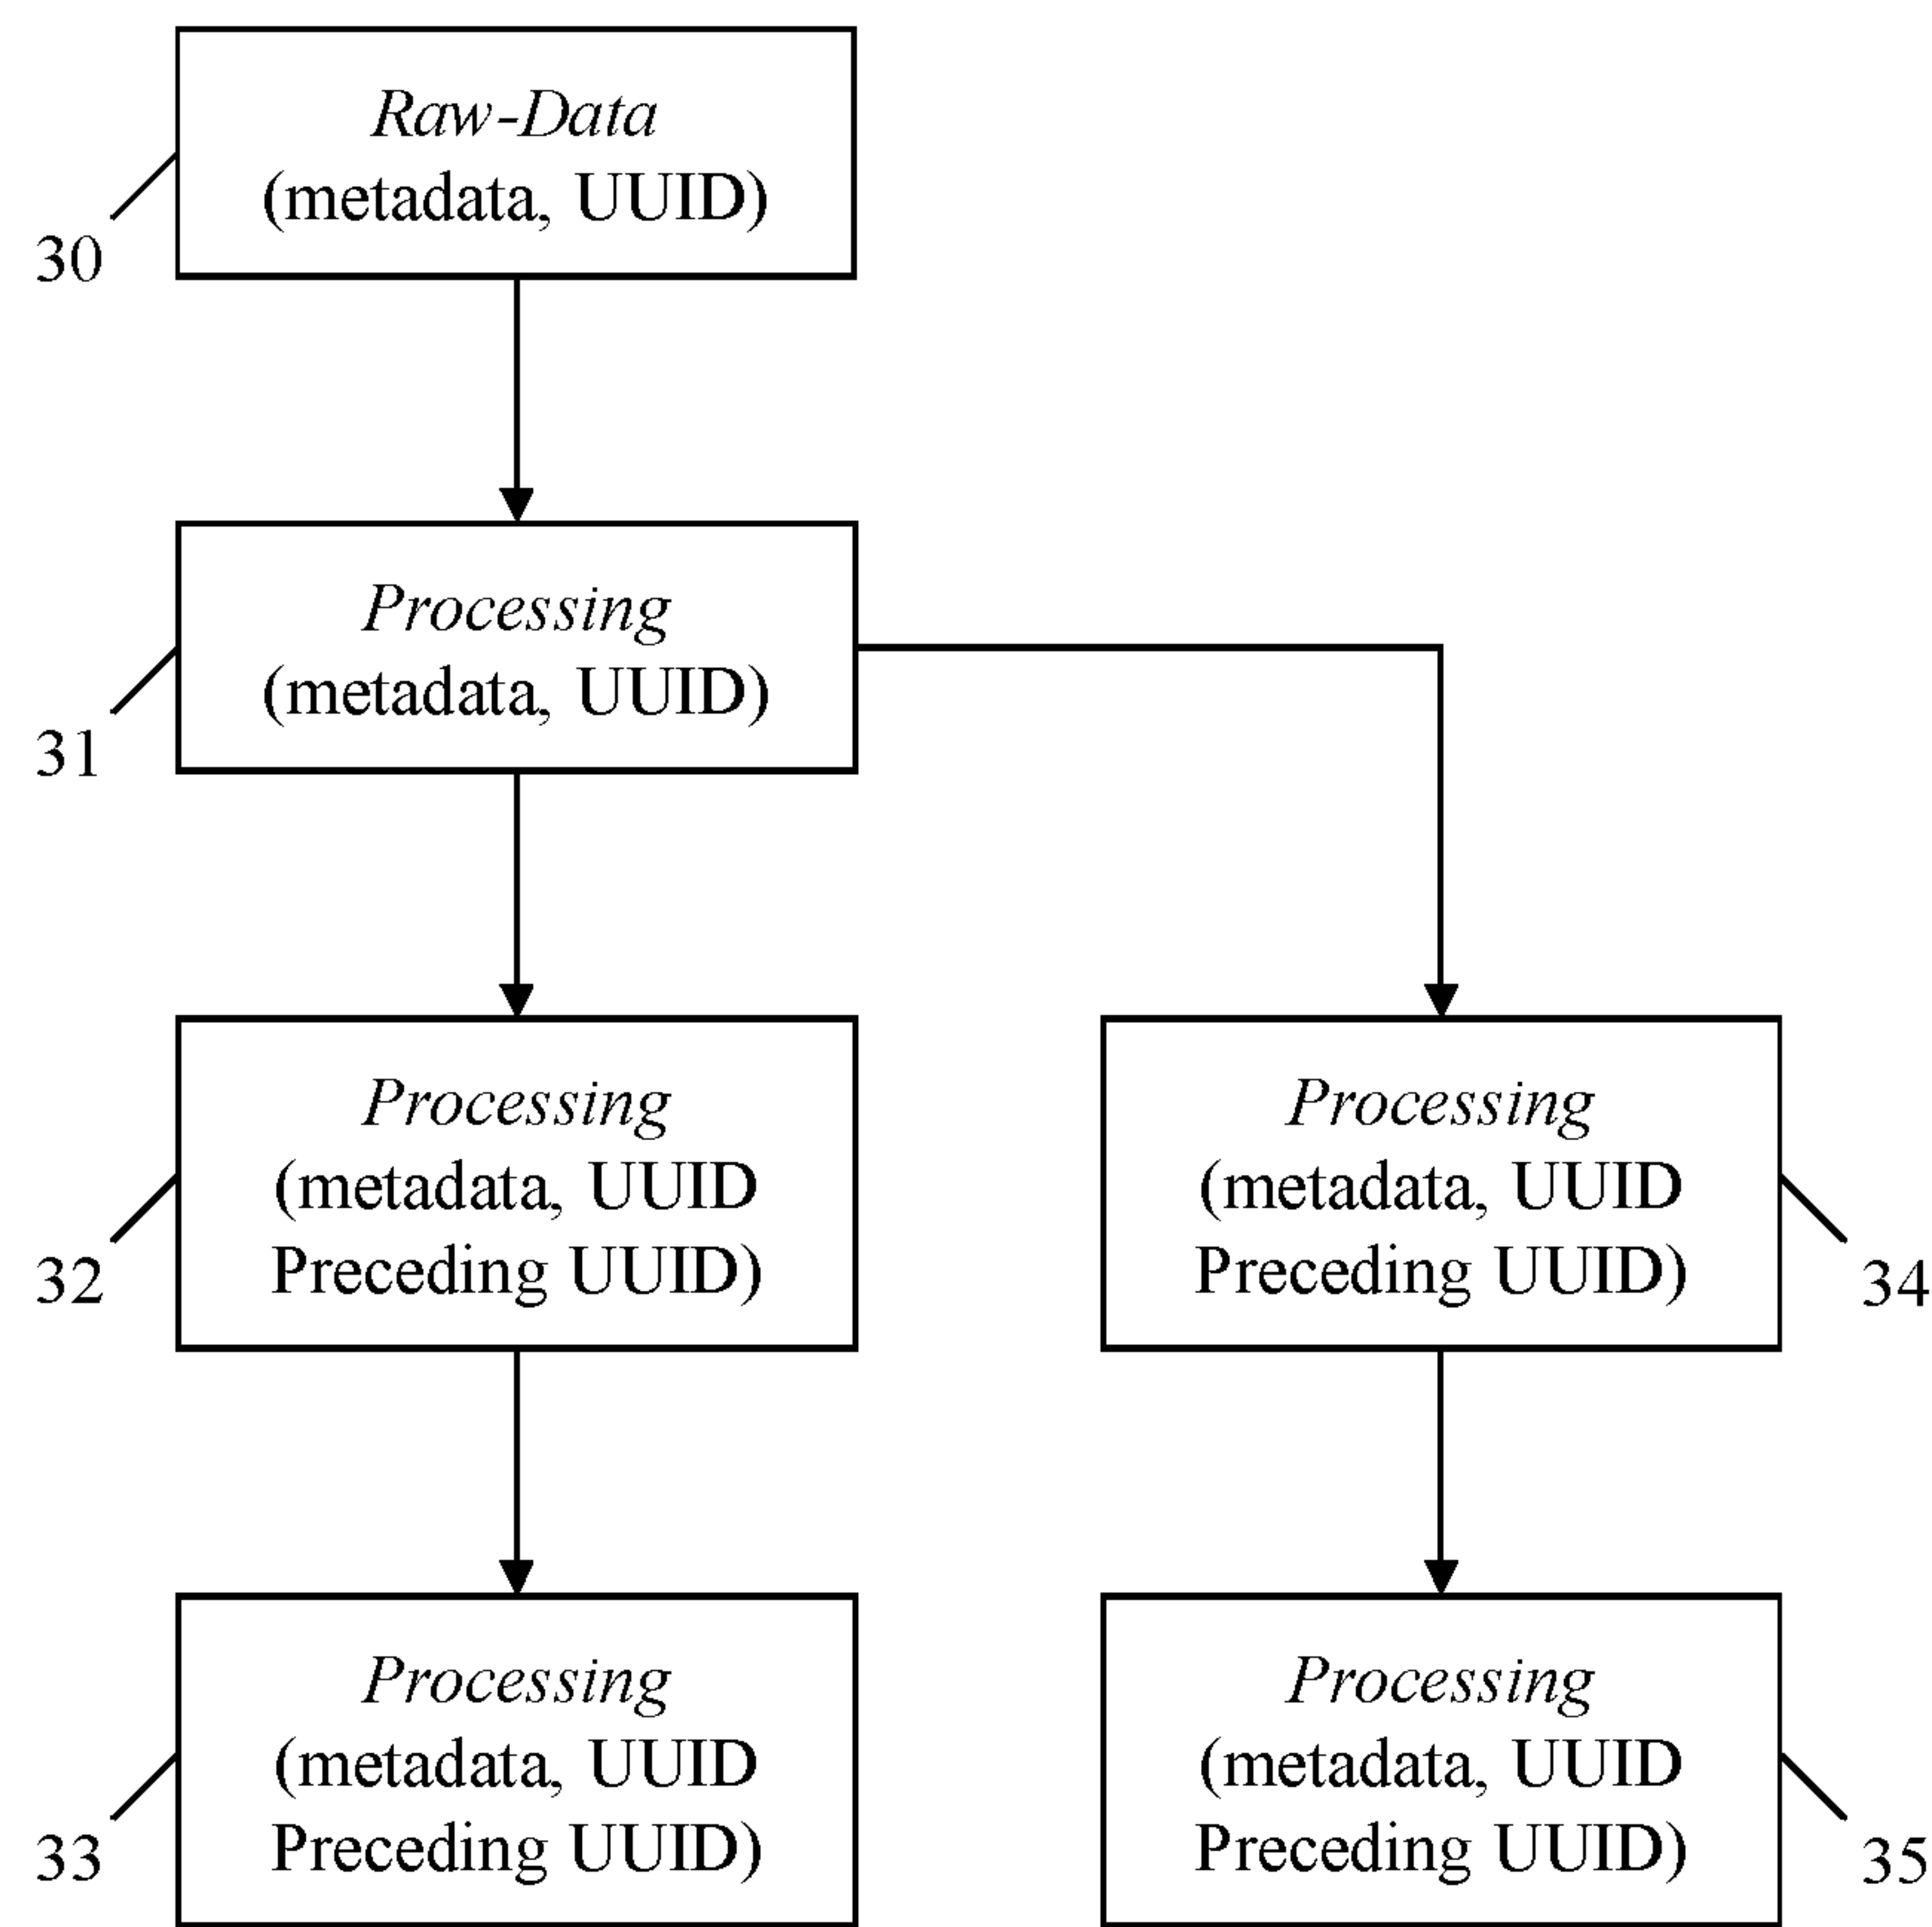 Raw-Data
(metadata, UUID)
30
Processing
(metadata, UUID)
31
Processing
(metadata, UUID
Preceding UUID)
32
Processing
(metadata, UUID
Preceding UUID)
34
Processing
(metadata, UUID
Preceding UUID)
33
Processing
(metadata, UUID
Preceding UUID)
35